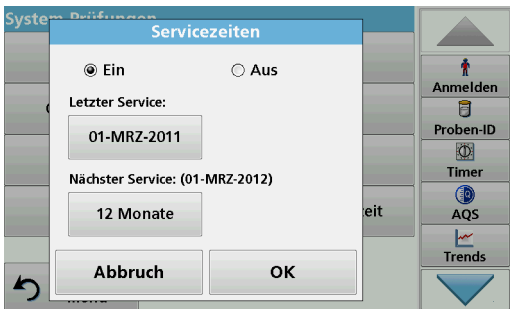 System Prüfungen
Servicezeiten
Ein
Aus
Letzter Service:
01-MRZ-2011
Nächster Service: (01-MRZ-2012)
12 Monate
Abbruch
OK
eit
Anmelden
Proben-ID
Timer
AQS
Trends